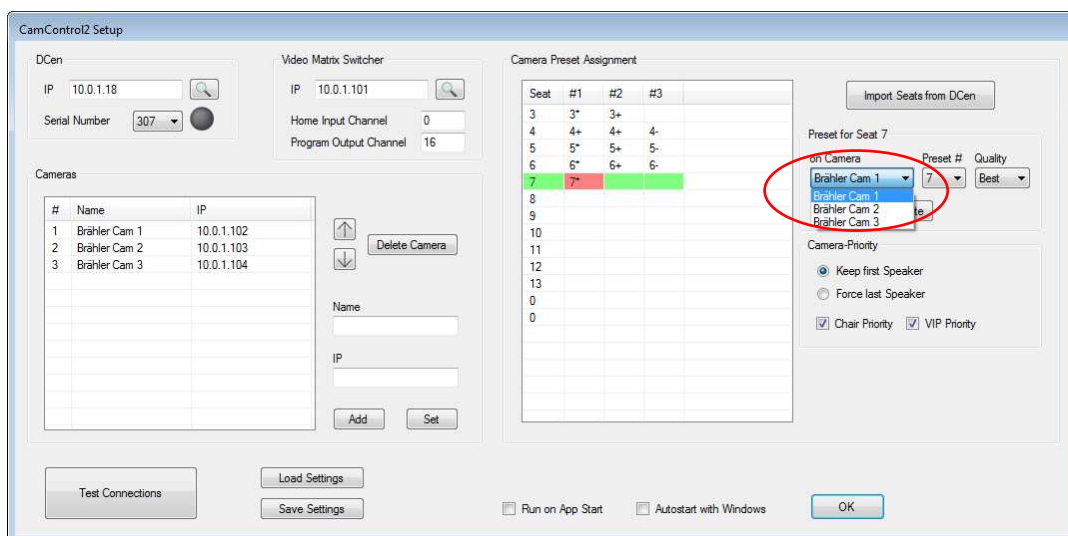 CamControl2 Setup
DCen
IP 10.0.1.18
Serial Number 307
Video Matrix Switcher
IP 10.0.1.101
Home Input Channel 0
Program Output Channel 16
Cameras
# Name IP
1 Brähler Cam 1 10.0.1.102
2 Brähler Cam 2 10.0.1.103
3 Brähler Cam 3 10.0.1.104
Delete Camera
Name
IP
Add Set
Camera Preset Assignment
Seat #1 #2 #3
3 3* 3+
4 4+ 4+ 4-
5 5* 5+ 5-
6 6* 6+ 6-
7 7*
8
9
10
11
12
13
0
0
Import Seats from DCen
Preset for Seat 7
on Camera Preset # Quality
Brähler Cam 1 7 Best
Brähler Cam 1
Brähler Cam 2
Brähler Cam 3
Camera-Priority
Keep first Speaker
Force last Speaker
Chair Priority VIP Priority
Test Connections
Load Settings
Save Settings
Run on App Start Autostart with Windows
OK